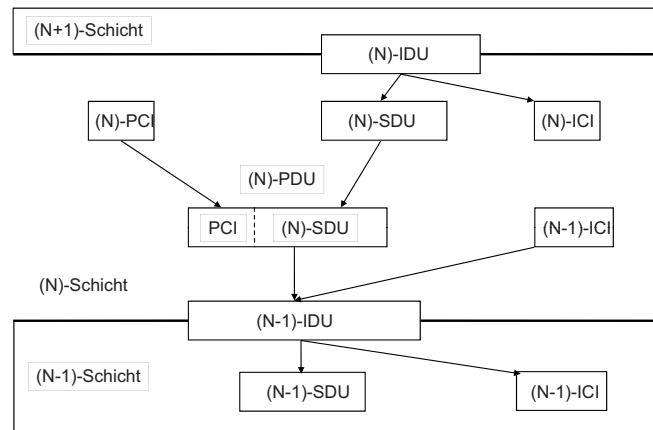 (N+1)-Schicht
(N)-IDU
(N)-PCI
(N)-SDU
(N)-ICI
(N)-PDU
PCI
(N)-SDU
(N-1)-ICI
(N)-Schicht
(N-1)-IDU
(N-1)-Schicht
(N-1)-SDU
(N-1)-ICI